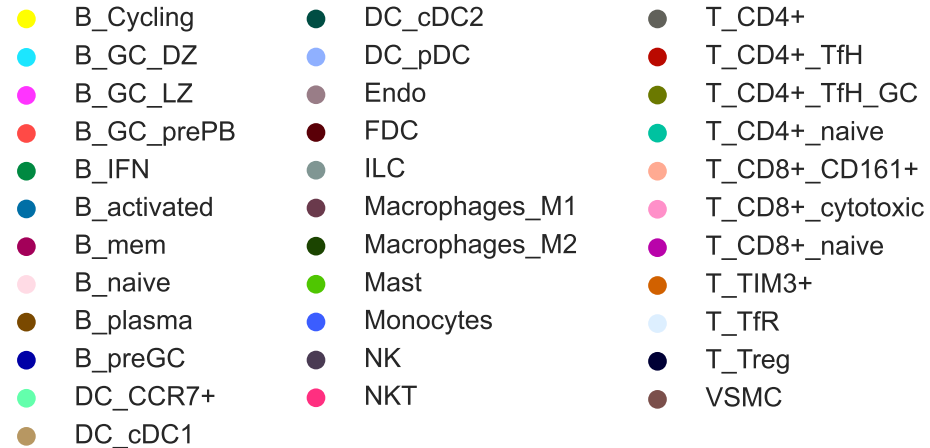 B_Cycling
B_GC_DZ
B_GC_LZ
B_GC_prePB
B_IFN
B_activated
B_mem
B_naive
B_plasma
B_preGC
DC_CCR7+
DC_cDC1
DC_cDC2
DC_pDC
Endo
FDC
ILC
Macrophages_M1
Macrophages_M2
Mast
Monocytes
NK
NKT
T_CD4+
T_CD4+_TfH
T_CD4+_TfH_GC
T_CD4+_naive
T_CD8+_CD161+
T_CD8+_cytotoxic
T_CD8+_naive
T_TIM3+
T_TfR
T_Treg
VSMC